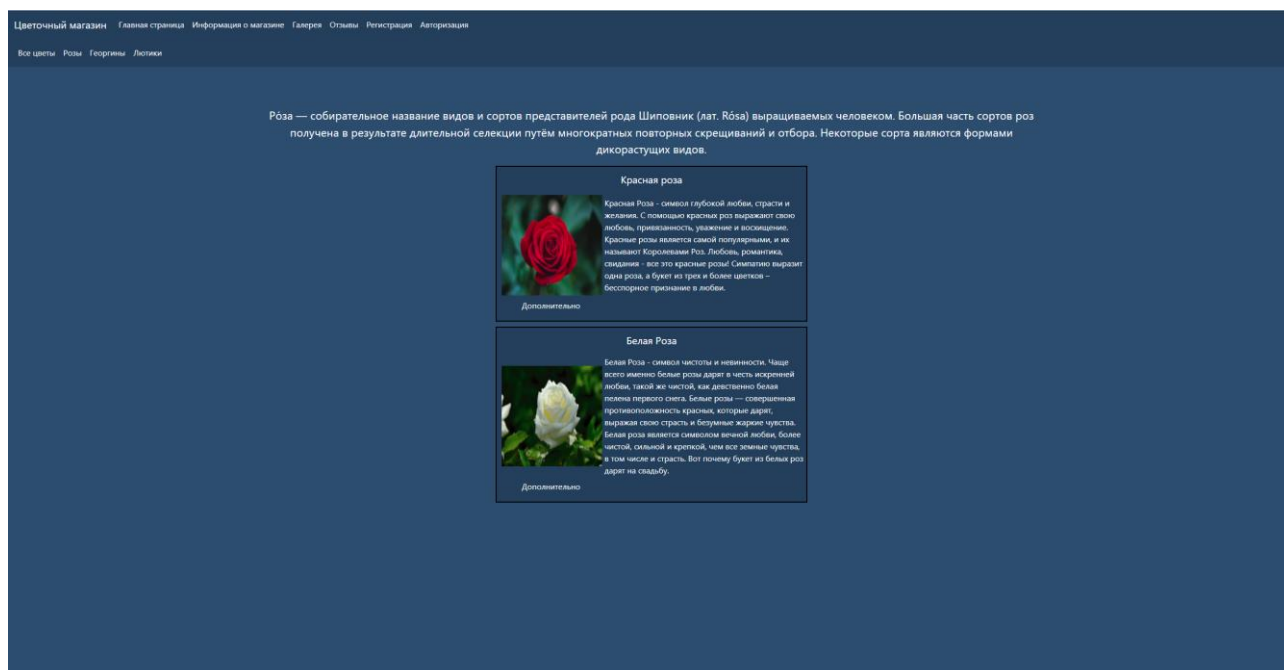 Цветочный магазин Главная страница Информация о магазине Галерея Отзывы Регистрация Авторизация
Все цветы Розы Георгины Лютики
Ро́за — собирательное название видов и сортов представителей рода Шиповник (лат. Rósa) выращиваемых человеком. Большая часть сортов роз
получена в результате длительной селекции путём многократных повторных скрещиваний и отбора. Некоторые сорта являются формами
дикорастущих видов.
Красная роза
Красная Роза - символ глубокой любви, страсти и
желания. С помощью красных роз выражают свою
любовь, привязанность, уважение и восхищение.
Красные розы является самой популярными, и их
называют Королевами Роз. Любовь, романтика,
свидания - все это красные розы! Симпатию выразит
одна роза, а букет из трех и более цветков –
бесспорное признание в любви.
Дополнительно
Белая Роза
Белая Роза - символ чистоты и невинности. Чаще
всего именно белые розы дарят в честь искренней
любви, такой же чистой, как девственно белая
пелена первого снега. Белые розы — совершенная
противоположность красных, которые дарят,
выражая свою страсть и безумные жаркие чувства.
Белая роза является символом вечной любви, более
чистой, сильной и крепкой, чем все земные чувства,
в том числе и страсть. Вот почему букет из белых роз
дарят на свадьбу.
Дополнительно